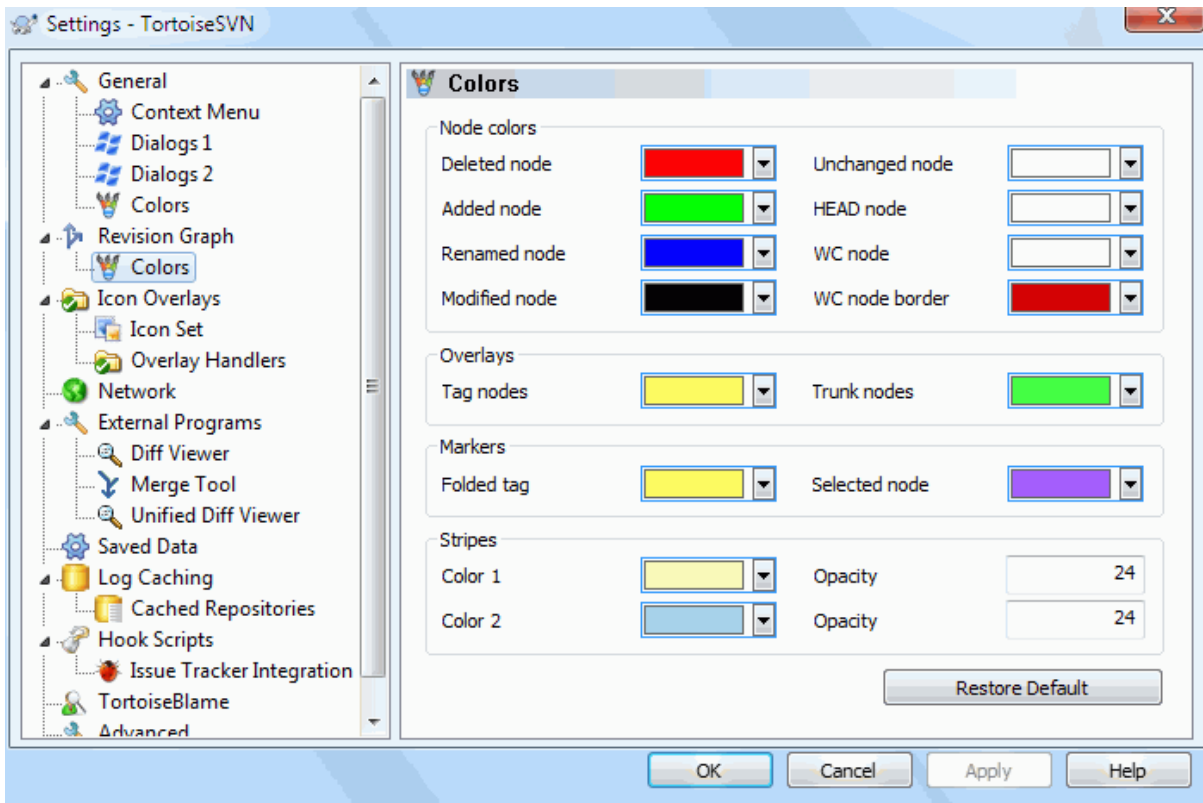 Settings - TortoiseSVN
General
Context Menu
Dialogs 1
Dialogs 2
Colors
Revision Graph
Colors
Icon Overlays
Icon Set
Overlay Handlers
Network
External Programs
Diff Viewer
Merge Tool
Unified Diff Viewer
Saved Data
Log Caching
Cached Repositories
Hook Scripts
Issue Tracker Integration
TortoiseBlame
Advanced
Colors
Node colors
Deleted node
Unchanged node
Added node
HEAD node
Renamed node
WC node
Modified node
WC node border
Overlays
Tag nodes
Trunk nodes
Markers
Folded tag
Selected node
Stripes
Color 1
Opacity 24
Color 2
Opacity 24
Restore Default
OK
Cancel
Apply
Help